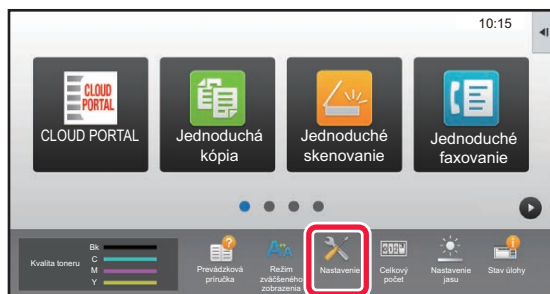 10:15
CLOUD
PORTAL
CLOUD PORTAL
Jednoduchá
kópia
Jednoduché
skenovanie
Jednoduché
faxovanie
Kvalita toneru
Bk
C
M
Y
Prevádzková
príručka
Režim
zväčšeného
zobrazenia
Nastavenie
Celkový
počet
Nastavenie
jasu
Stav úlohy